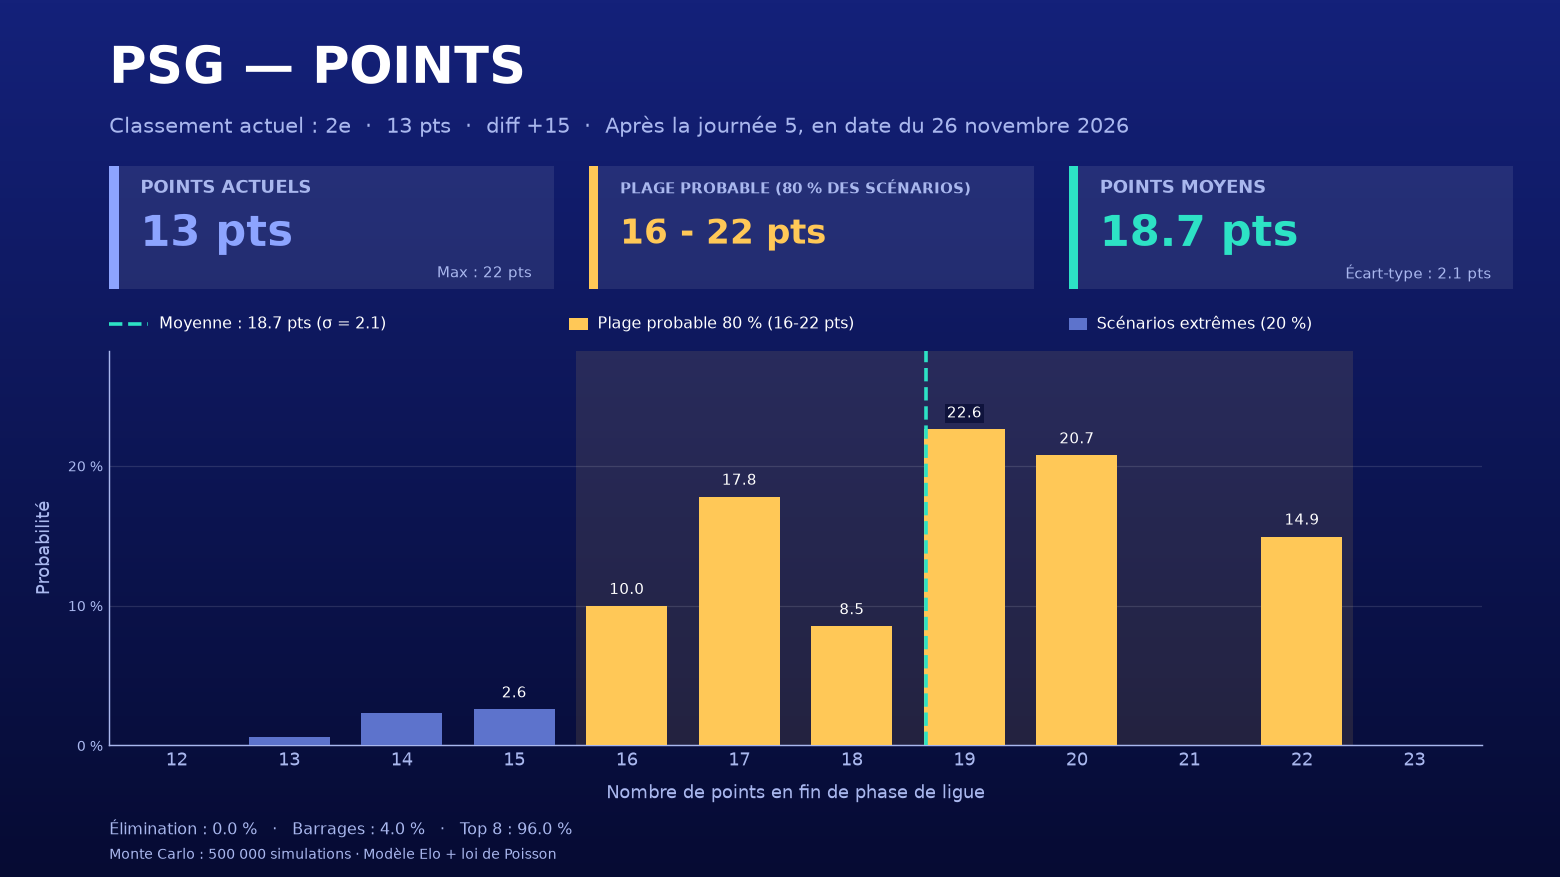 PSG — POINTS
Classement actuel : 2e · 13 pts · diff +15 · Après la journée 5, en date du 26 novembre 2026
POINTS ACTUELS
13 pts
Max : 22 pts
PLAGE PROBABLE (80 % DES SCÉNARIOS)
16 - 22 pts
POINTS MOYENS
18.7 pts
Écart-type : 2.1 pts
Moyenne : 18.7 pts (σ = 2.1)
Plage probable 80 % (16-22 pts)
Scénarios extrêmes (20 %)
Probabilité
20 %
10 %
0 %
2.6
10.0
17.8
8.5
22.6
20.7
14.9
12 13 14 15 16 17 18 19 20 21 22 23
Nombre de points en fin de phase de ligue
Élimination : 0.0 % · Barrages : 4.0 % · Top 8 : 96.0 %
Monte Carlo : 500 000 simulations · Modèle Elo + loi de Poisson